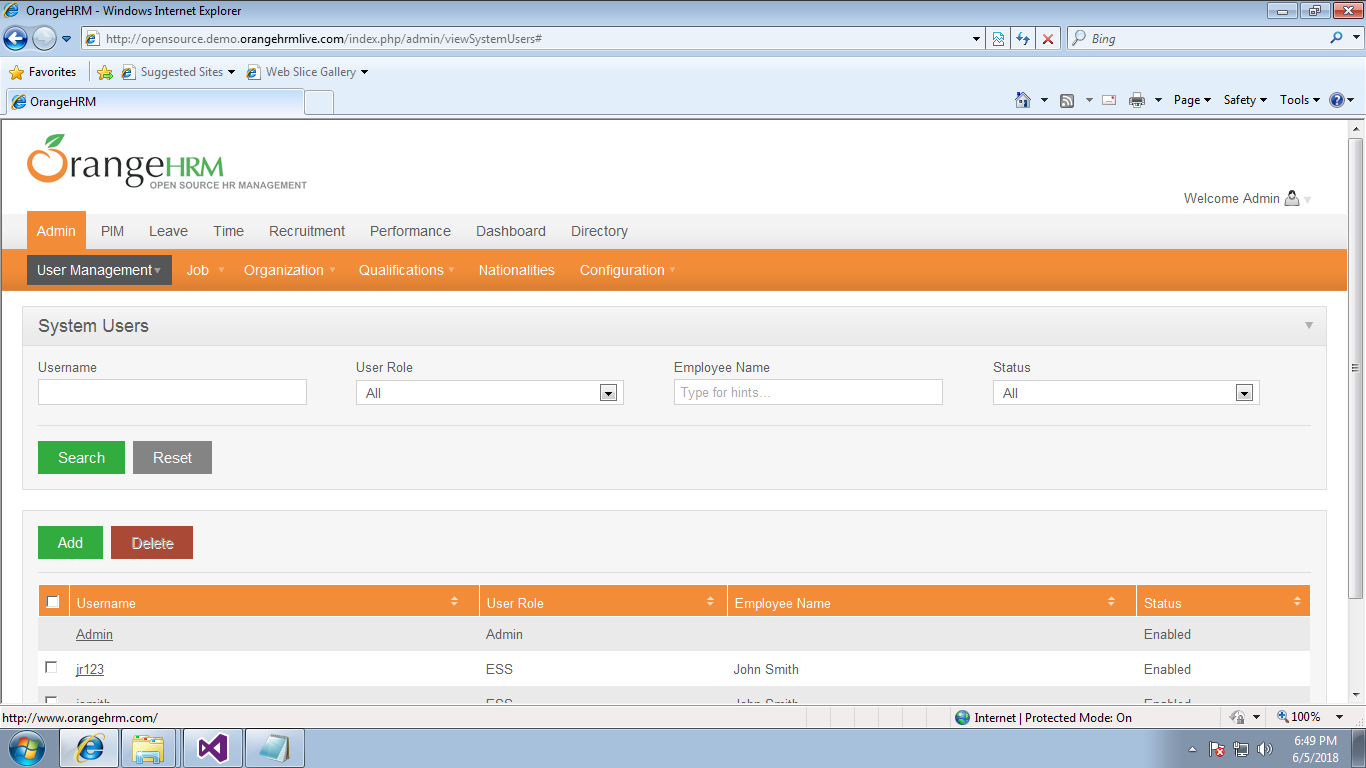 OrangeHRM - Windows Internet Explorer
http://opensource.demo.orangehrmlive.com/index.php/admin/viewSystemUsers#
Bing
Favorites Suggested Sites Web Slice Gallery
OrangeHRM Page Safety Tools
OrangeHRM
OPEN SOURCE HR MANAGEMENT
Welcome Admin
Admin PIM Leave Time Recruitment Performance Dashboard Directory
User Management Job Organization Qualifications Nationalities Configuration
System Users
Username User Role Employee Name Status
All Type for hints... All
Search Reset
Add Delete
Username User Role Employee Name Status
Admin Admin Enabled
jr123 ESS John Smith Enabled
ESS John Smith Enabled
http://www.orangehrm.com/ Internet | Protected Mode: On 100%
6:49 PM
6/5/2018